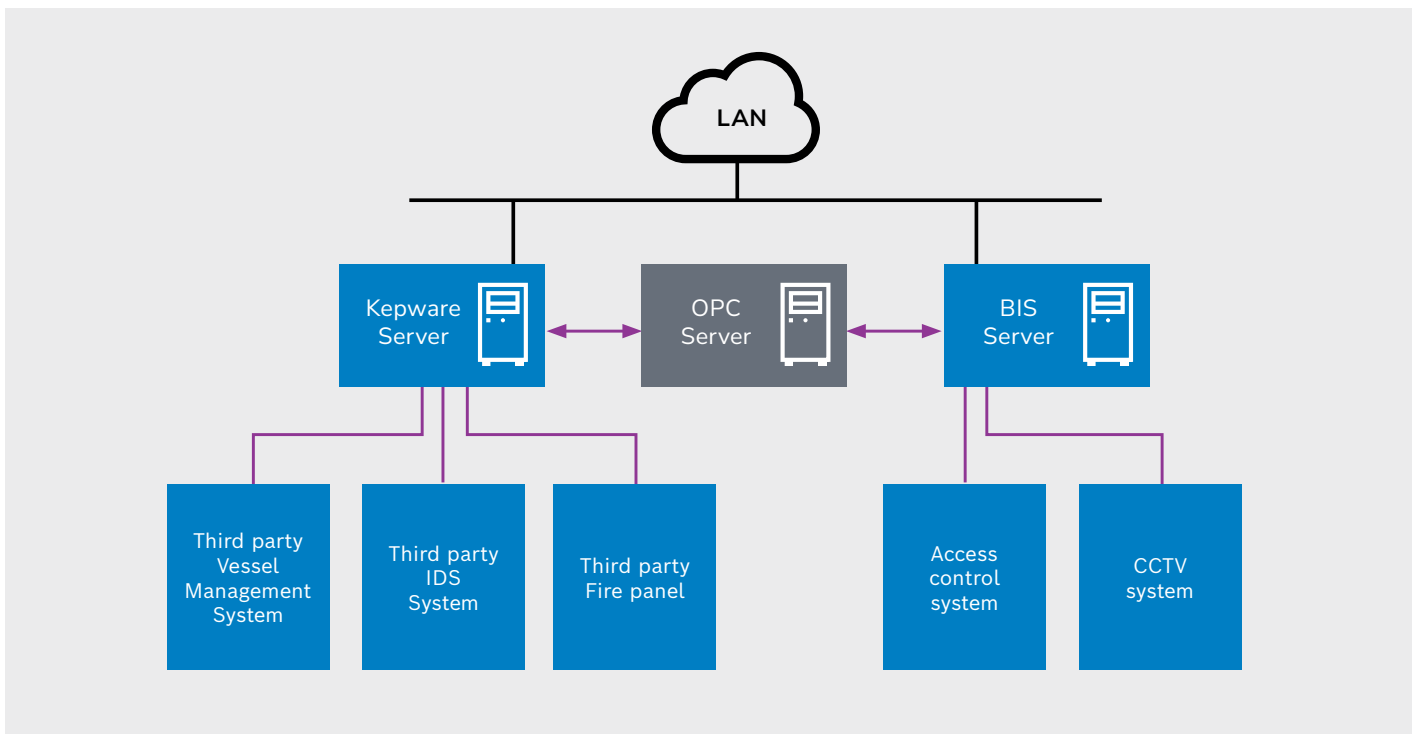 LAN
Kepware
Server
OPC
Server
BIS
Server
Third party
Vessel
Management
System
Third party
IDS
System
Third party
Fire panel
Access
control
system
CCTV
system